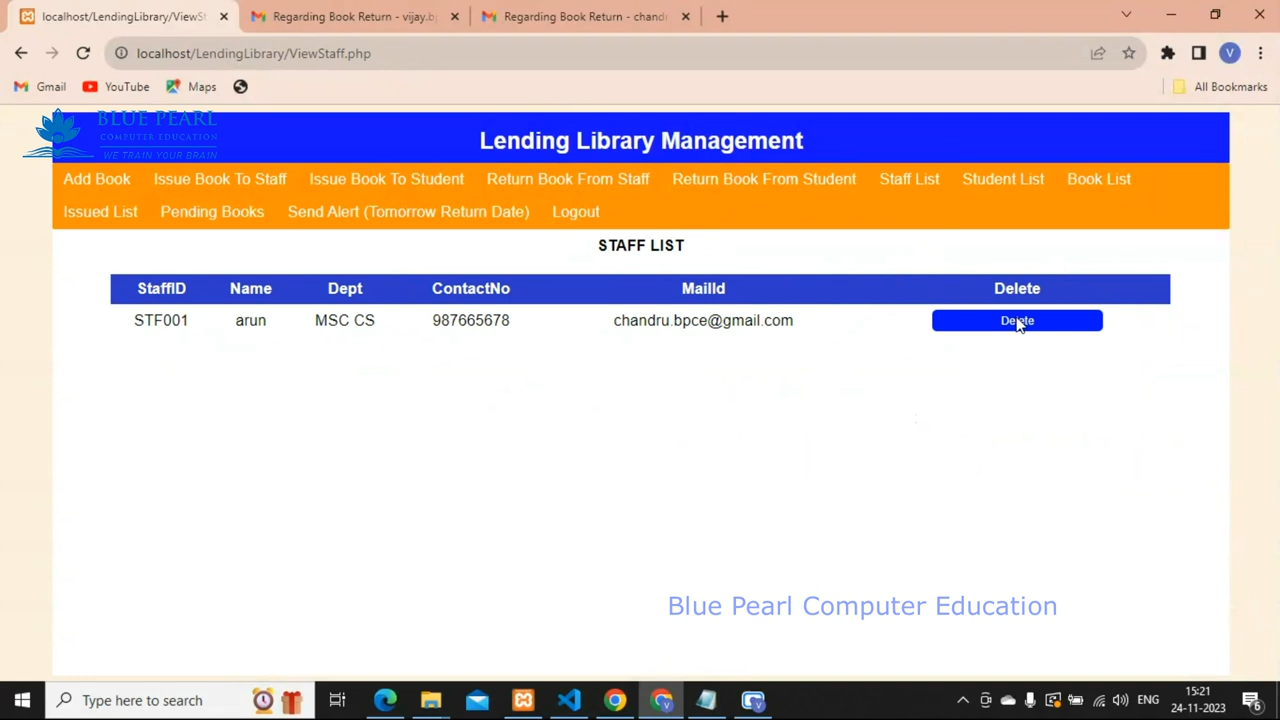 localhost/LendingLibrary/ViewSt
Regarding Book Return - vijay.b
Regarding Book Return - chand
localhost/LendingLibrary/ViewStaff.php
V
Gmail
YouTube
Maps
All Bookmarks
BLUE PEARL
COMPUTER EDUCATION
WE TRAIN YOUR BRAIN
Lending Library Management
Add Book
Issue Book To Staff
Issue Book To Student
Return Book From Staff
Return Book From Student
Staff List
Student List
Book List
Issued List
Pending Books
Send Alert (Tomorrow Return Date)
Logout
STAFF LIST
StaffID Name Dept ContactNo MailId Delete
STF001 arun MSC CS 987665678 chandru.bpce@gmail.com Delete
Blue Pearl Computer Education
Type here to search
ENG
15:21
24-11-2023
6